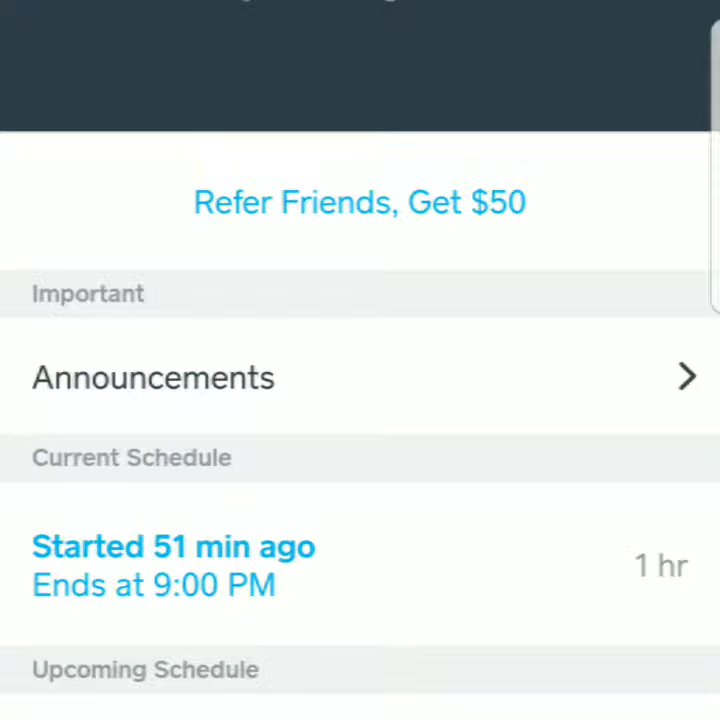 Refer Friends, Get $50
Important
Announcements
Current Schedule
Started 51 min ago
Ends at 9:00 PM
1 hr
Upcoming Schedule